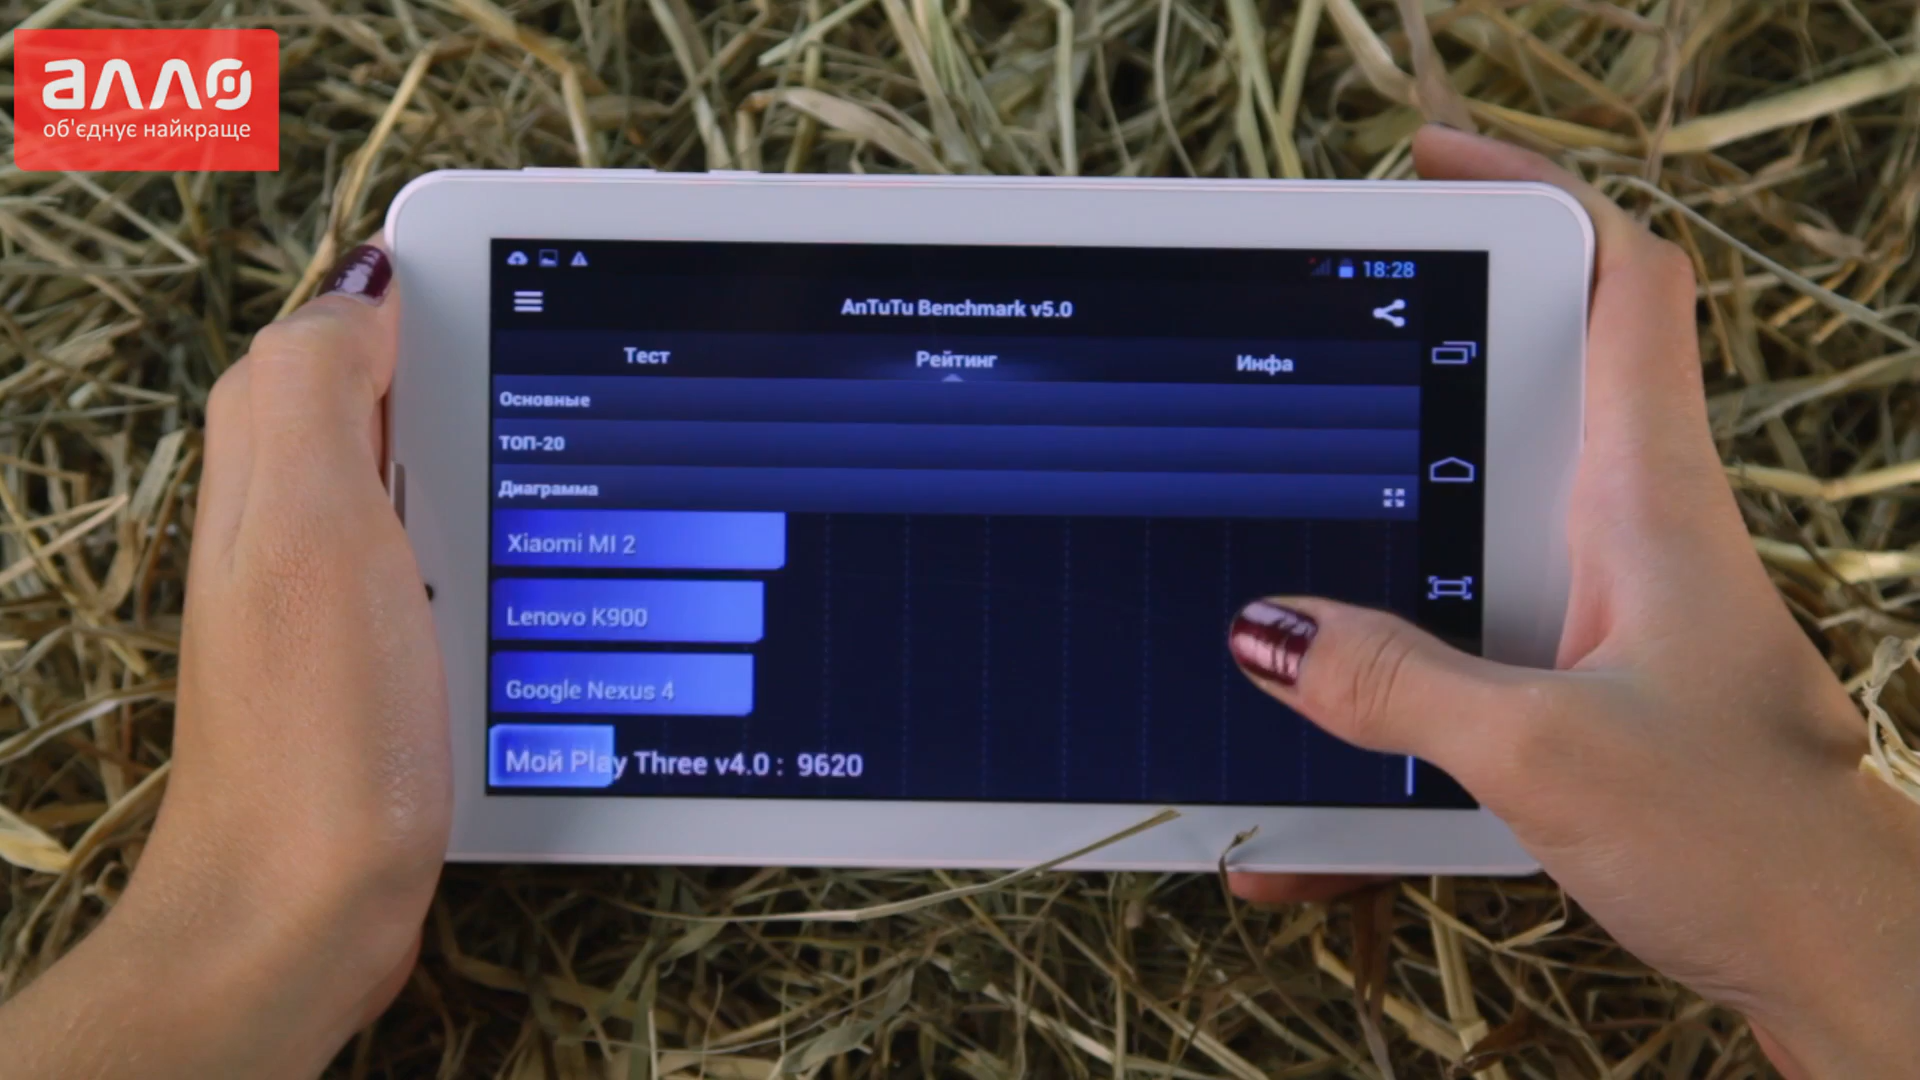 алло
об'єднує найкраще
18:28
AnTuTu Benchmark v5.0
Тест Рейтинг Инфа
Основные
ТОП-20
Диаграмма
Xiaomi MI 2
Lenovo K900
Google Nexus 4
Мой Play Three v4.0 : 9620